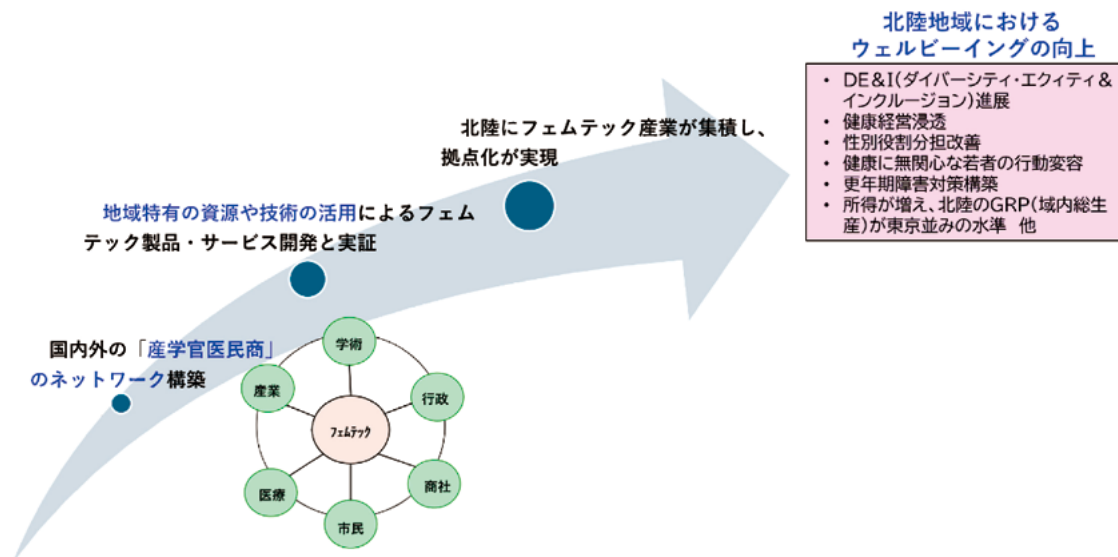 北陸地域における
ウェルビーイングの向上
・ DE&I(ダイバーシティ・エクィティ&
インクルージョン)進展
・ 健康経営浸透
・ 性別役割分担改善
・ 健康に無関心な若者の行動変容
・ 更年期障害対策構築
・ 所得が増え、北陸のGRP(域内総生
産)が東京並みの水準 他
北陸にフェムテック産業が集積し、
拠点化が実現
地域特有の資源や技術の活用によるフェム
テック製品・サービス開発と実証
国内外の「産学官医民商」
のネットワーク構築
学術
産業
行政
フェムテック
医療
商社
市民